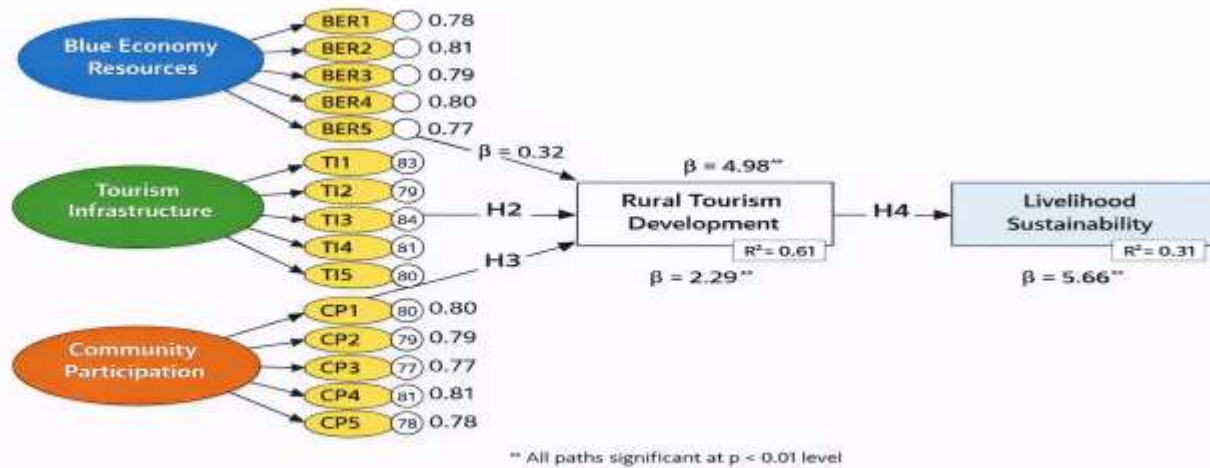 Blue Economy
Resources
BER1 0.78
BER2 0.81
BER3 0.79
BER4 0.80
BER5 0.77
β = 0.32
Tourism
Infrastructure
TI1 83
TI2 79
TI3 84
TI4 81
TI5 80
H2
H3
β = 4.98**
Rural Tourism
Development
R² = 0.61
β = 2.29**
H4
Livelihood
Sustainability
R² = 0.31
β = 5.66**
Community
Participation
CP1 80 0.80
CP2 79 0.79
CP3 77 0.77
CP4 81 0.81
CP5 78 0.78
** All paths significant at p < 0.01 level